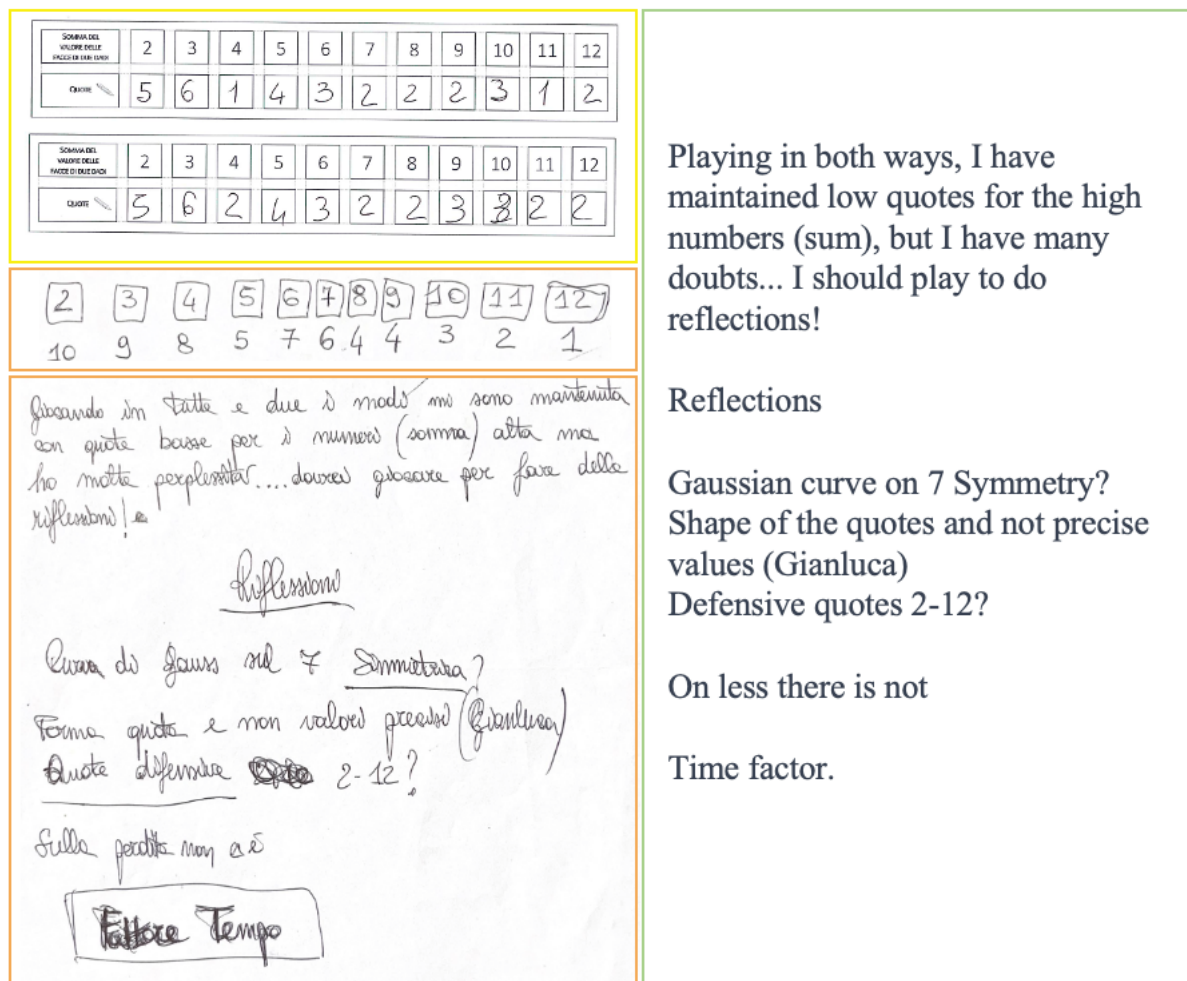 SOMMA DEL
VALORE DELLE
FACCE DI DUE DADI
2 3 4 5 6 7 8 9 10 11 12
QUOTE
5 6 1 4 3 2 2 2 3 1 2
SOMMA DEL
VALORE DELLE
FACCE DI DUE DADI
2 3 4 5 6 7 8 9 10 11 12
QUOTE
5 6 2 4 3 2 2 3 3 2 2
2 3 4 5 6 7 8 9 10 11 12
10 9 8 5 7 6 4 4 3 2 1
Giocando in tutte e due i modi mi sono mantenuta
con quote basse per i numeri (somma) alta ma
ho molte perplessità.... dovrei giocare per fare delle
riflessioni!
Riflessioni
Curva di Gauss sul 7 Simmetria?
Forma quote e non valori precisi (Gianluca)
Quote difensive 2-12?
Sulla perdita non c'è
Fattore Tempo
Playing in both ways, I have
maintained low quotes for the high
numbers (sum), but I have many
doubts... I should play to do
reflections!
Reflections
Gaussian curve on 7 Symmetry?
Shape of the quotes and not precise
values (Gianluca)
Defensive quotes 2-12?
On less there is not
Time factor.